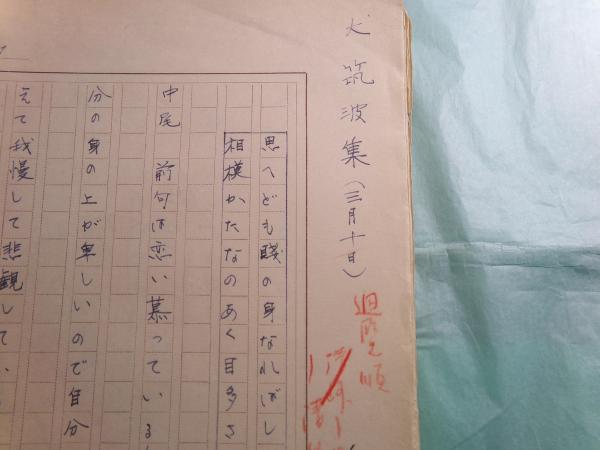 犬筑波集(三月十日)
思へども賤の身なればし
相模かたなのあく目多さ
中尾 前句は恋い慕っている
分の身の上が卑しいので自分
えて我慢して悲観してい